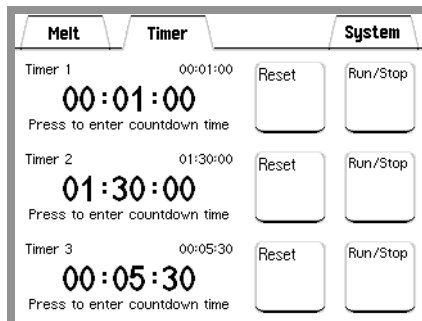 Melt Timer System
Timer 1 00:01:00
00:01:00
Press to enter countdown time
Reset
Run/Stop
Timer 2 01:30:00
01:30:00
Press to enter countdown time
Reset
Run/Stop
Timer 3 00:05:30
00:05:30
Press to enter countdown time
Reset
Run/Stop